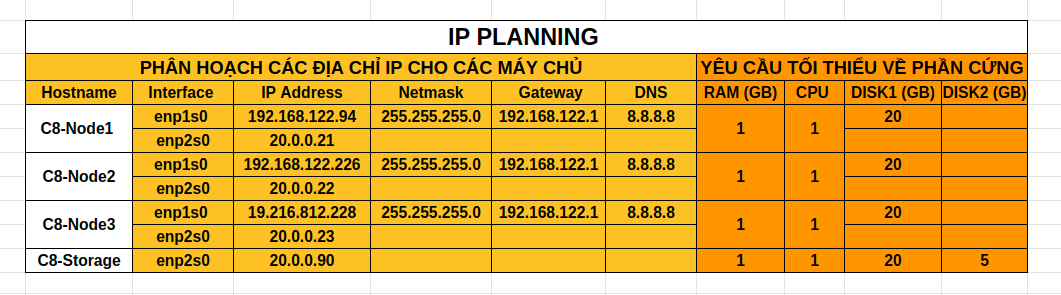 IP PLANNING
PHÂN HOẠCH CÁC ĐỊA CHỈ IP CHO CÁC MÁY CHỦ YÊU CẦU TỐI THIỂU VỀ PHẦN CỨNG
Hostname Interface IP Address Netmask Gateway DNS RAM (GB) CPU DISK1 (GB) DISK2 (GB)
C8-Node1 enp1s0 192.168.122.94 255.255.255.0 192.168.122.1 8.8.8.8 1 1 20
enp2s0 20.0.0.21
C8-Node2 enp1s0 192.168.122.226 255.255.255.0 192.168.122.1 8.8.8.8 1 1 20
enp2s0 20.0.0.22
C8-Node3 enp1s0 19.216.812.228 255.255.255.0 192.168.122.1 8.8.8.8 1 1 20
enp2s0 20.0.0.23
C8-Storage enp2s0 20.0.0.90 1 1 20 5